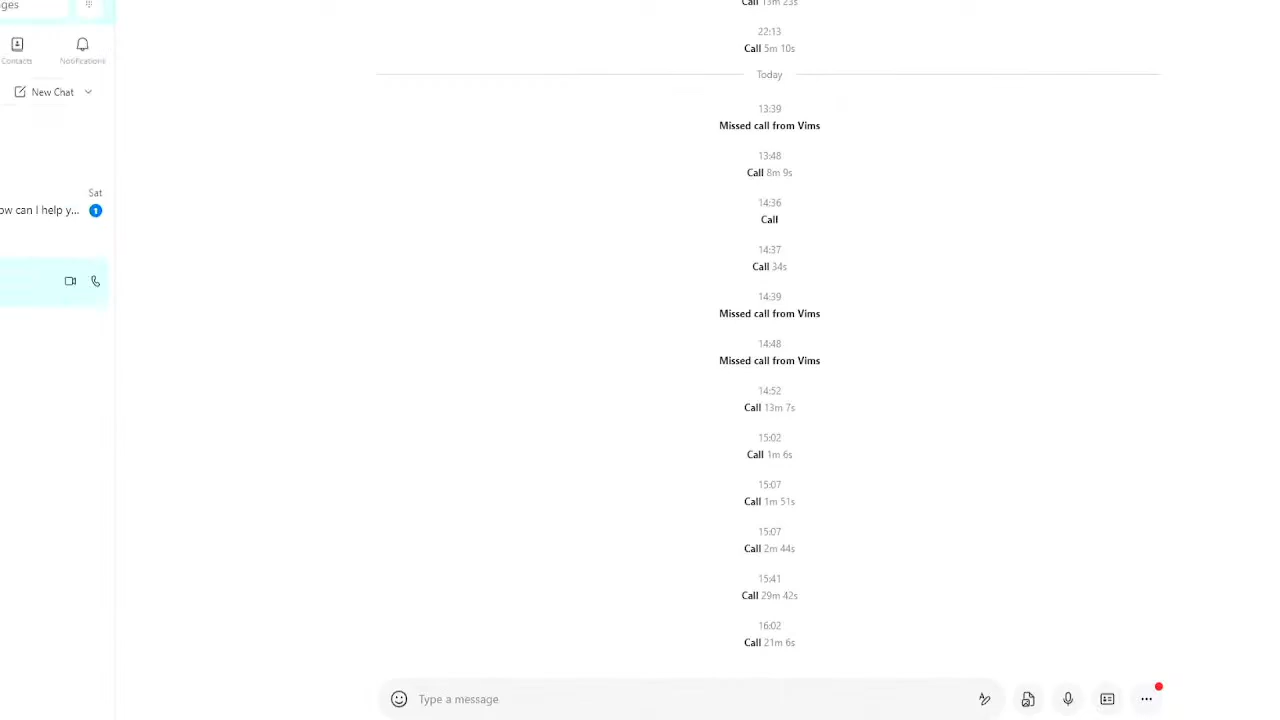 ges
Contacts
Notifications
New Chat
Sat
ow can I help y...
1
Call 13m 23s
22:13
Call 5m 10s
Today
13:39
Missed call from Vims
13:48
Call 8m 9s
14:36
Call
14:37
Call 34s
14:39
Missed call from Vims
14:48
Missed call from Vims
14:52
Call 13m 7s
15:02
Call 1m 6s
15:07
Call 1m 51s
15:07
Call 2m 44s
15:41
Call 29m 42s
16:02
Call 21m 6s
Type a message